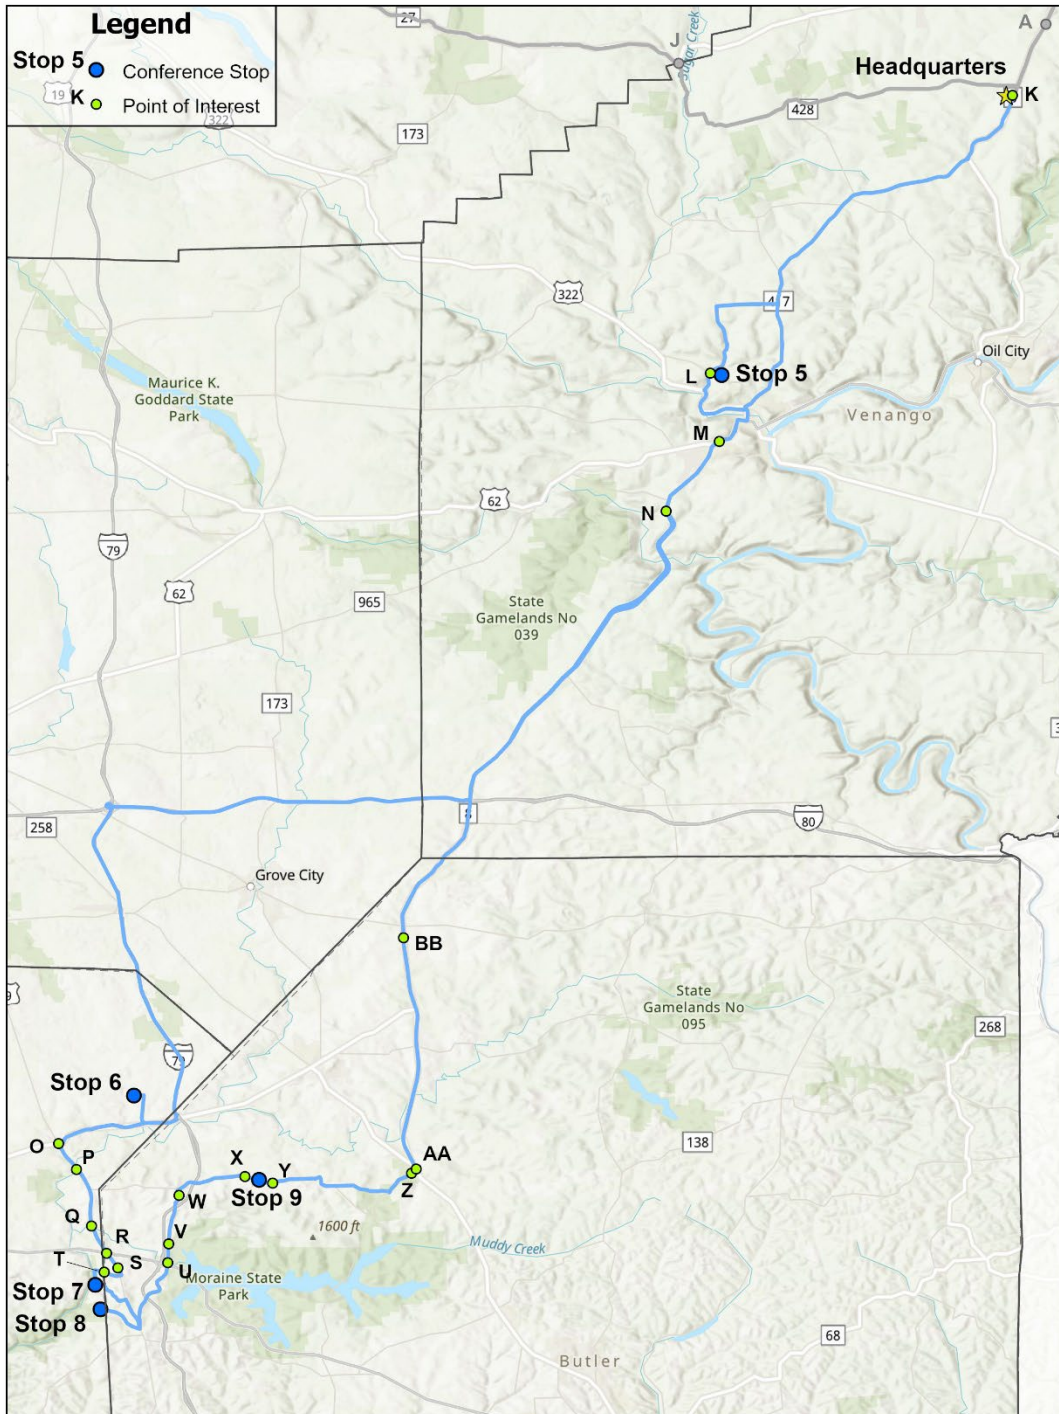 Legend
Stop 5
Conference Stop
K
Point of Interest
27
J
Sugar Creek
A
Headquarters
K
428
19
322
173
322
Oil City
L
Stop 5
Maurice K.
Goddard State
Park
Venango
M
62
N
79
62
965
State
Gamelands No
039
173
8
80
258
Grove City
BB
State
Gamelands No
095
268
Stop 6
138
O
P
AA
X
Y
Z
W
Stop 9
Q
V
1600 ft
Muddy Creek
R
T
S
U
Moraine State
Park
Stop 7
Stop 8
68
Butler